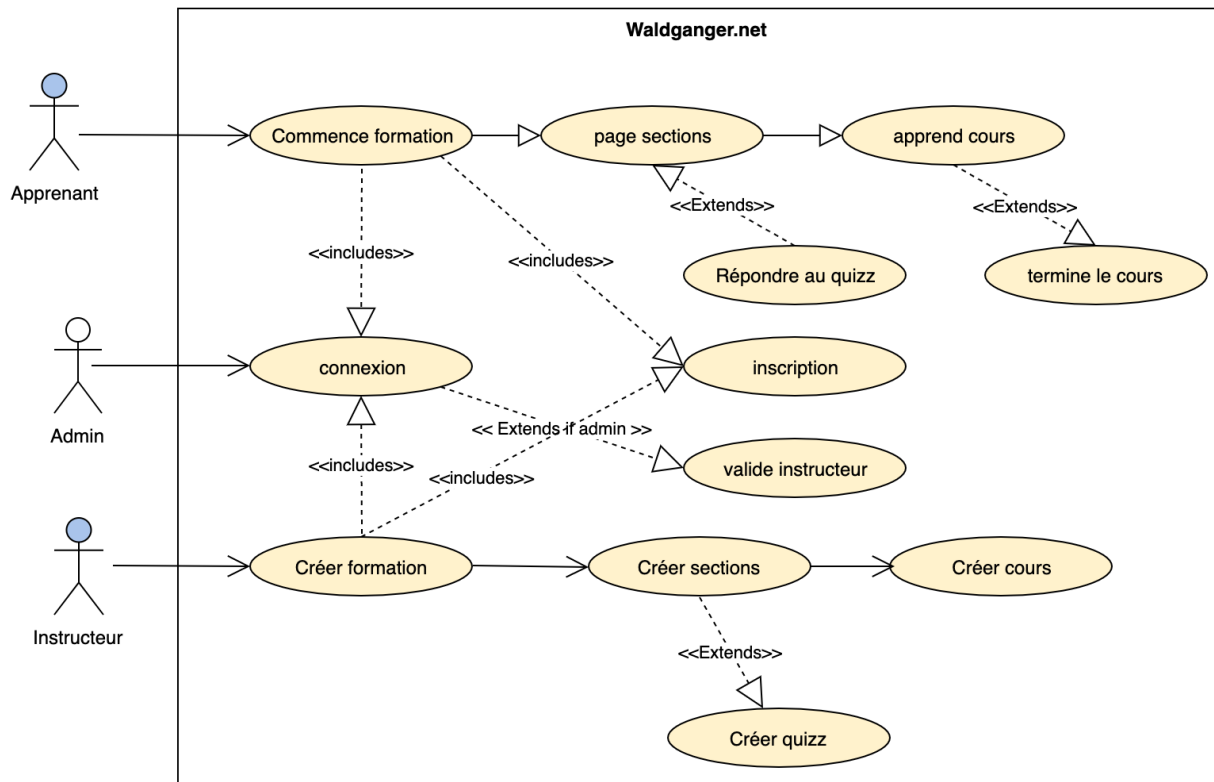 Waldganger.net
Commence formation
page sections
apprend cours
Apprenant
<<Extends>>
<<Extends>>
<<includes>>
<<includes>>
Répondre au quizz
termine le cours
connexion
inscription
Admin
<< Extends if admin >>
<<includes>>
<<includes>>
valide instructeur
Créer formation
Créer sections
Créer cours
Instructeur
<<Extends>>
Créer quizz